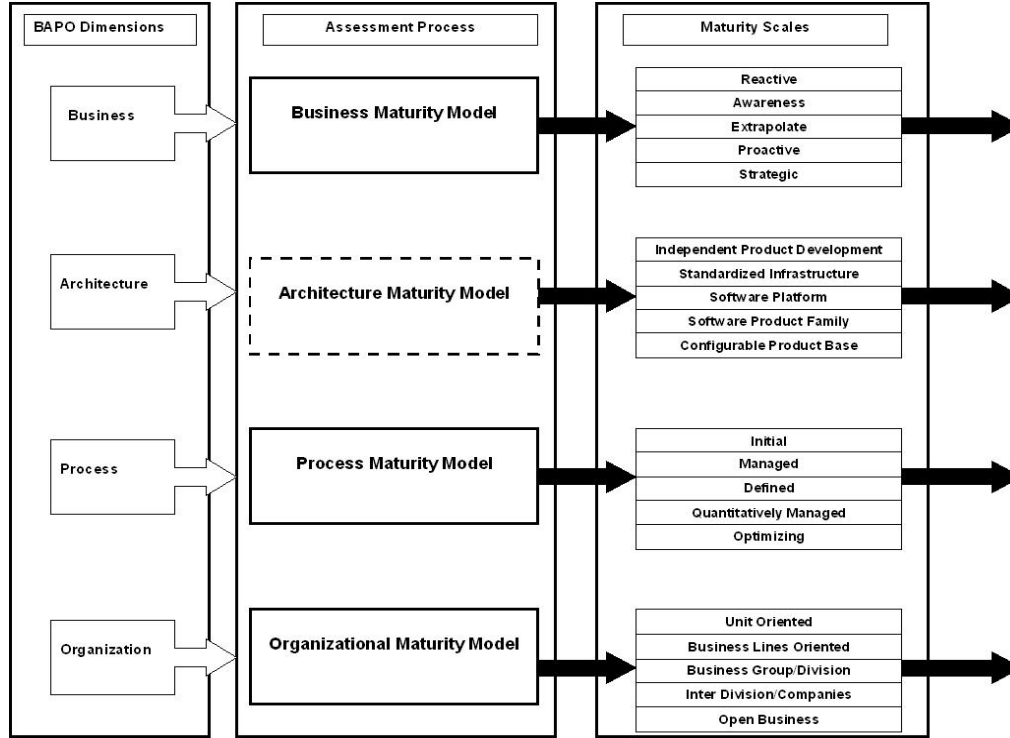 BAPO Dimensions
Assessment Process
Maturity Scales
Business
Business Maturity Model
Reactive
Awareness
Extrapolate
Proactive
Strategic
Architecture
Architecture Maturity Model
Independent Product Development
Standardized Infrastructure
Software Platform
Software Product Family
Configurable Product Base
Process
Process Maturity Model
Initial
Managed
Defined
Quantitatively Managed
Optimizing
Organization
Organizational Maturity Model
Unit Oriented
Business Lines Oriented
Business Group/Division
Inter Division/Companies
Open Business